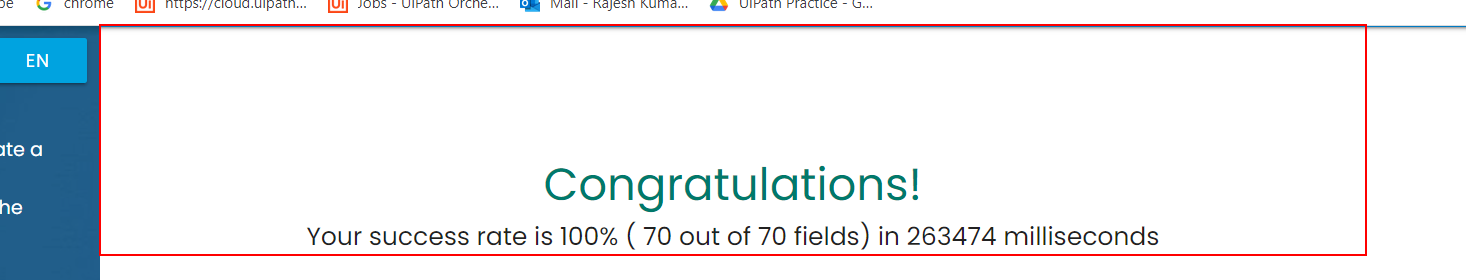 chrome
https://cloud.uipath...
Jobs - UiPath Orche...
Mail - Rajesh Kuma...
UiPath Practice - G...
EN
ate a
he
Congratulations!
Your success rate is 100% ( 70 out of 70 fields) in 263474 milliseconds